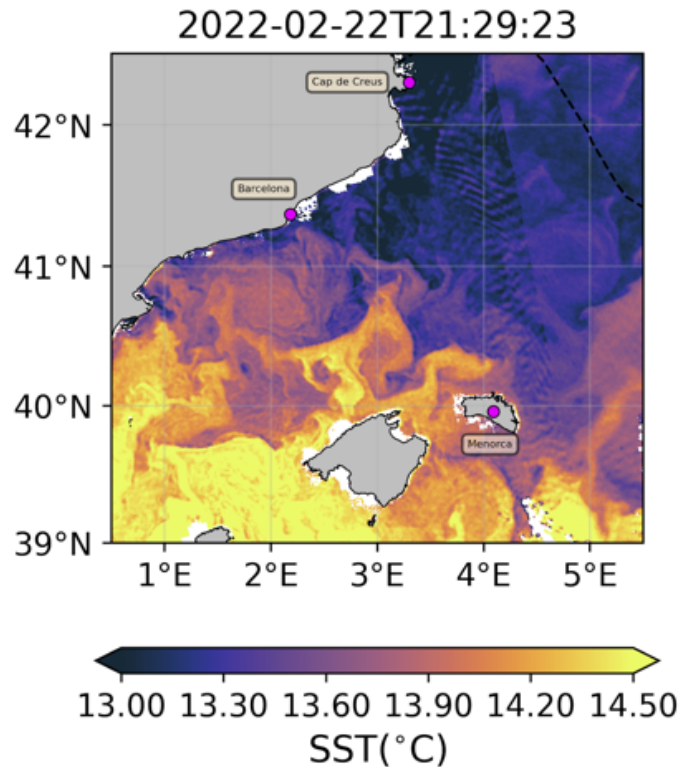 2022-02-22T21:29:23
Cap de Creus
42°N
Barcelona
41°N
40°N
Menorca
39°N
1°E 2°E 3°E 4°E 5°E
13.00 13.30 13.60 13.90 14.20 14.50
SST(°C)